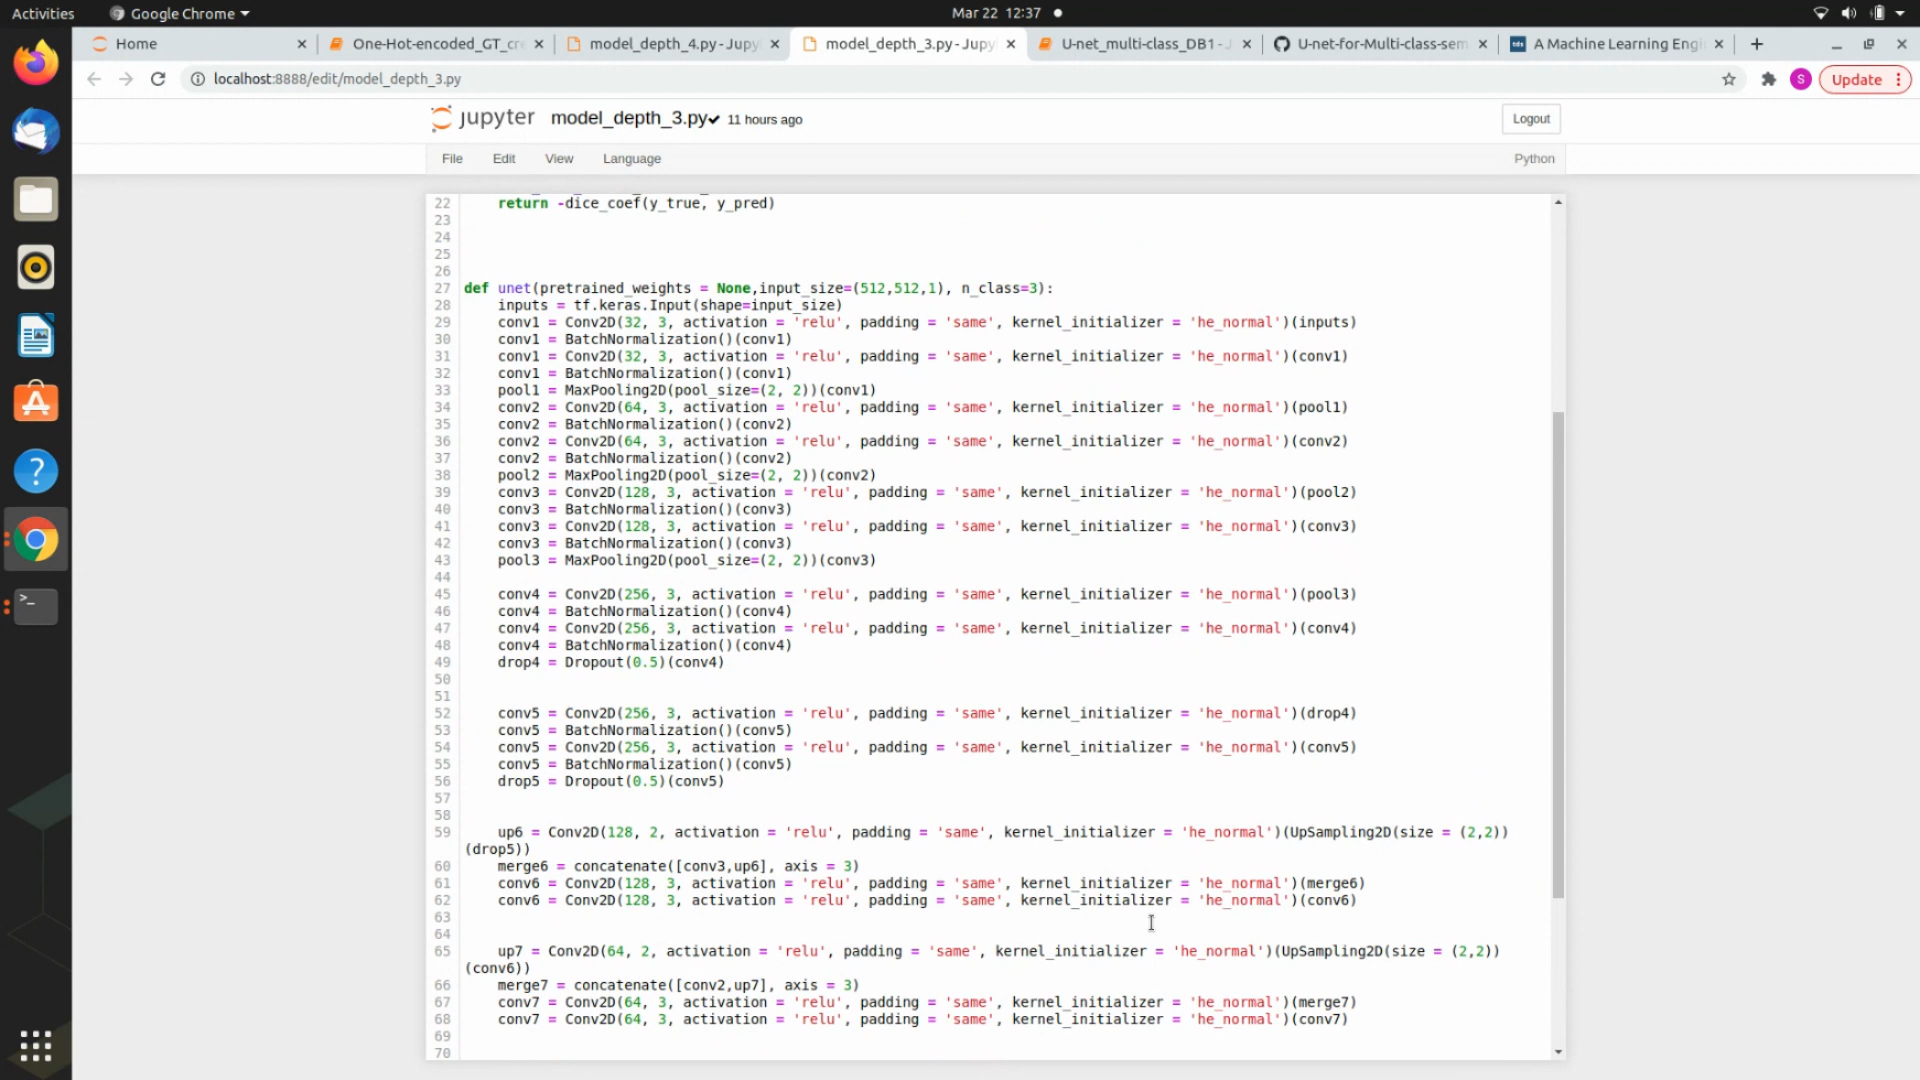 Activities
Google Chrome
Mar 22 12:37
Home
One-Hot-encoded_GT_cre
model_depth_4.py - Jupy
model_depth_3.py - Jupy
U-net_multi-class_DB1 - J
U-net-for-Multi-class-sem
tds
A Machine Learning Engi
localhost:8888/edit/model_depth_3.py
S
Update
jupyter
model_depth_3.py 11 hours ago
Logout
File
Edit
View
Language
Python
22 return -dice_coef(y_true, y_pred)
23
24
25
26
27 def unet(pretrained_weights = None,input_size=(512,512,1), n_class=3):
28 inputs = tf.keras.Input(shape=input_size)
29 conv1 = Conv2D(32, 3, activation = 'relu', padding = 'same', kernel_initializer = 'he_normal')(inputs)
30 conv1 = BatchNormalization()(conv1)
31 conv1 = Conv2D(32, 3, activation = 'relu', padding = 'same', kernel_initializer = 'he_normal')(conv1)
32 conv1 = BatchNormalization()(conv1)
33 pool1 = MaxPooling2D(pool_size=(2, 2))(conv1)
34 conv2 = Conv2D(64, 3, activation = 'relu', padding = 'same', kernel_initializer = 'he_normal')(pool1)
35 conv2 = BatchNormalization()(conv2)
36 conv2 = Conv2D(64, 3, activation = 'relu', padding = 'same', kernel_initializer = 'he_normal')(conv2)
37 conv2 = BatchNormalization()(conv2)
38 pool2 = MaxPooling2D(pool_size=(2, 2))(conv2)
39 conv3 = Conv2D(128, 3, activation = 'relu', padding = 'same', kernel_initializer = 'he_normal')(pool2)
40 conv3 = BatchNormalization()(conv3)
41 conv3 = Conv2D(128, 3, activation = 'relu', padding = 'same', kernel_initializer = 'he_normal')(conv3)
42 conv3 = BatchNormalization()(conv3)
43 pool3 = MaxPooling2D(pool_size=(2, 2))(conv3)
44
45 conv4 = Conv2D(256, 3, activation = 'relu', padding = 'same', kernel_initializer = 'he_normal')(pool3)
46 conv4 = BatchNormalization()(conv4)
47 conv4 = Conv2D(256, 3, activation = 'relu', padding = 'same', kernel_initializer = 'he_normal')(conv4)
48 conv4 = BatchNormalization()(conv4)
49 drop4 = Dropout(0.5)(conv4)
50
51
52 conv5 = Conv2D(256, 3, activation = 'relu', padding = 'same', kernel_initializer = 'he_normal')(drop4)
53 conv5 = BatchNormalization()(conv5)
54 conv5 = Conv2D(256, 3, activation = 'relu', padding = 'same', kernel_initializer = 'he_normal')(conv5)
55 conv5 = BatchNormalization()(conv5)
56 drop5 = Dropout(0.5)(conv5)
57
58
59 up6 = Conv2D(128, 2, activation = 'relu', padding = 'same', kernel_initializer = 'he_normal')(UpSampling2D(size = (2,2))
(drop5))
60 merge6 = concatenate([conv3,up6], axis = 3)
61 conv6 = Conv2D(128, 3, activation = 'relu', padding = 'same', kernel_initializer = 'he_normal')(merge6)
62 conv6 = Conv2D(128, 3, activation = 'relu', padding = 'same', kernel_initializer = 'he_normal')(conv6)
63
64
65 up7 = Conv2D(64, 2, activation = 'relu', padding = 'same', kernel_initializer = 'he_normal')(UpSampling2D(size = (2,2))
(conv6))
66 merge7 = concatenate([conv2,up7], axis = 3)
67 conv7 = Conv2D(64, 3, activation = 'relu', padding = 'same', kernel_initializer = 'he_normal')(merge7)
68 conv7 = Conv2D(64, 3, activation = 'relu', padding = 'same', kernel_initializer = 'he_normal')(conv7)
69
70